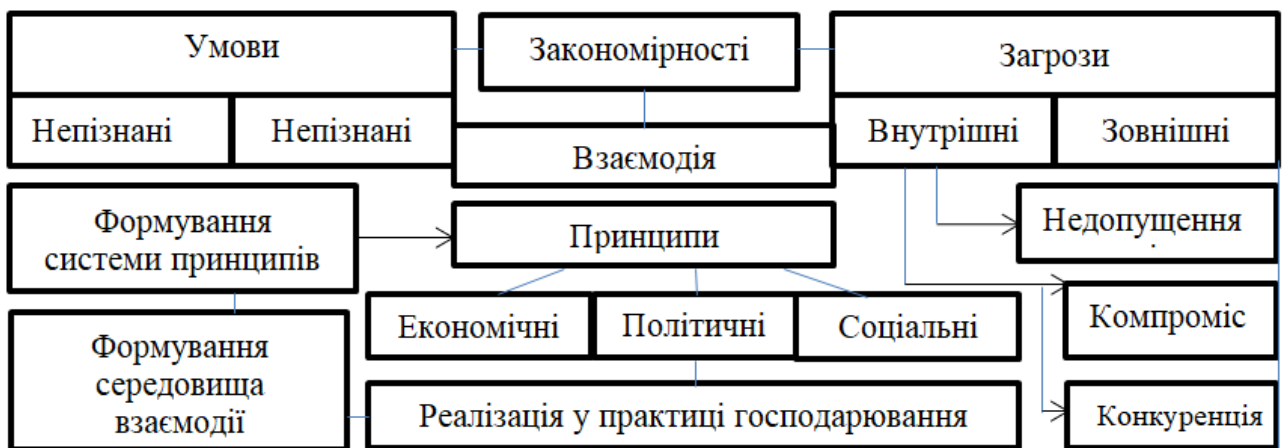 Умови
Закономірності
Загрози
Непізнані
Непізнані
Взаємодія
Внутрішні
Зовнішні
Формування
системи принципів
Принципи
Недопущення
Економічні
Політичні
Соціальні
Компроміс
Формування
середовища
взаємодії
Реалізація у практиці господарювання
Конкуренція